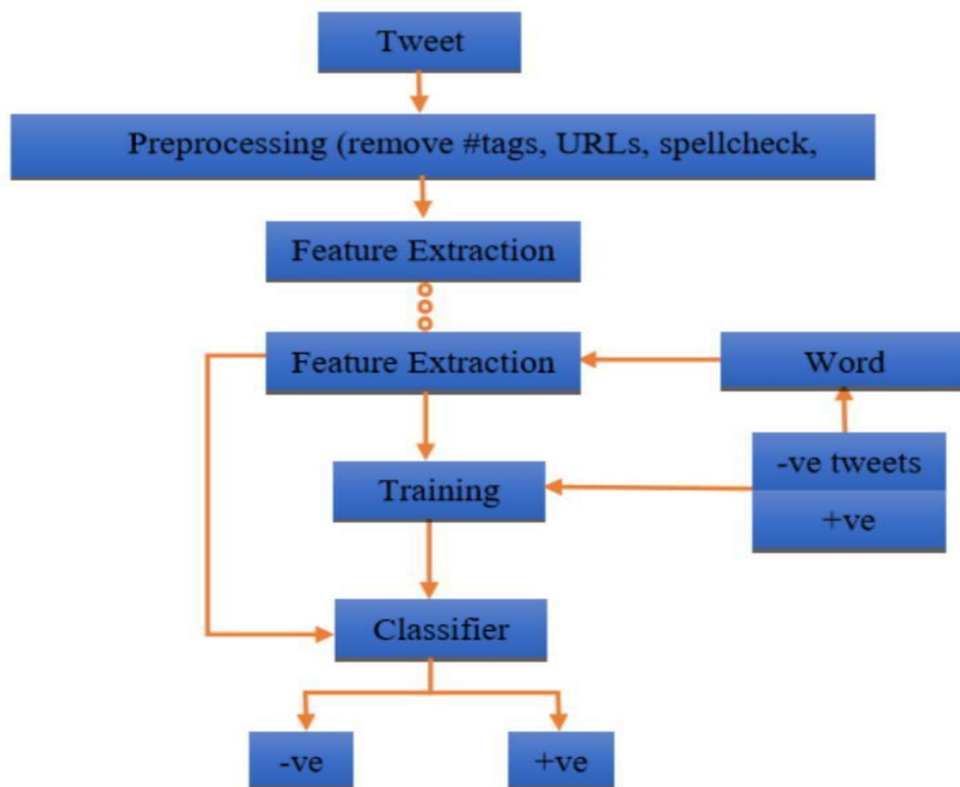 Tweet
Preprocessing (remove #tags, URLs, spellcheck,
Feature Extraction
Feature Extraction
Word
-ve tweets
+ve
Training
Classifier
-ve
+ve